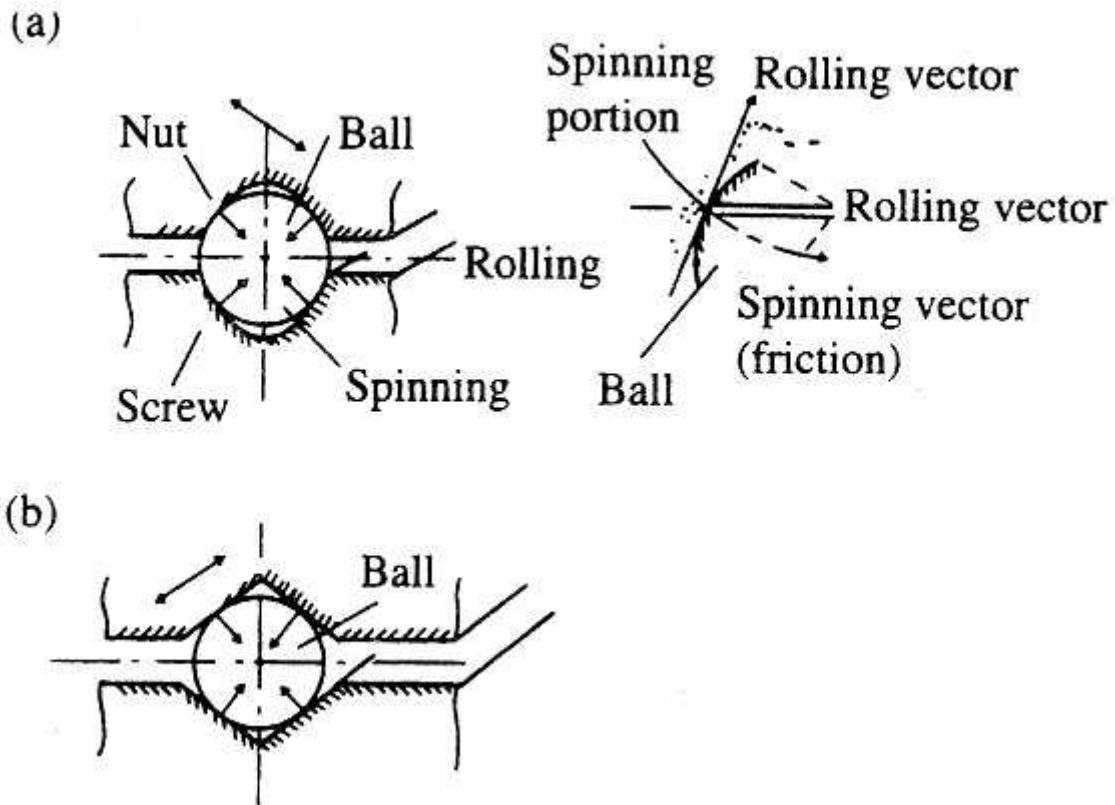 (a)
Nut
Ball
Rolling
Spinning
Screw
Spinning
portion
Rolling vector
Rolling vector
Spinning vector
(friction)
Ball
(b)
Ball